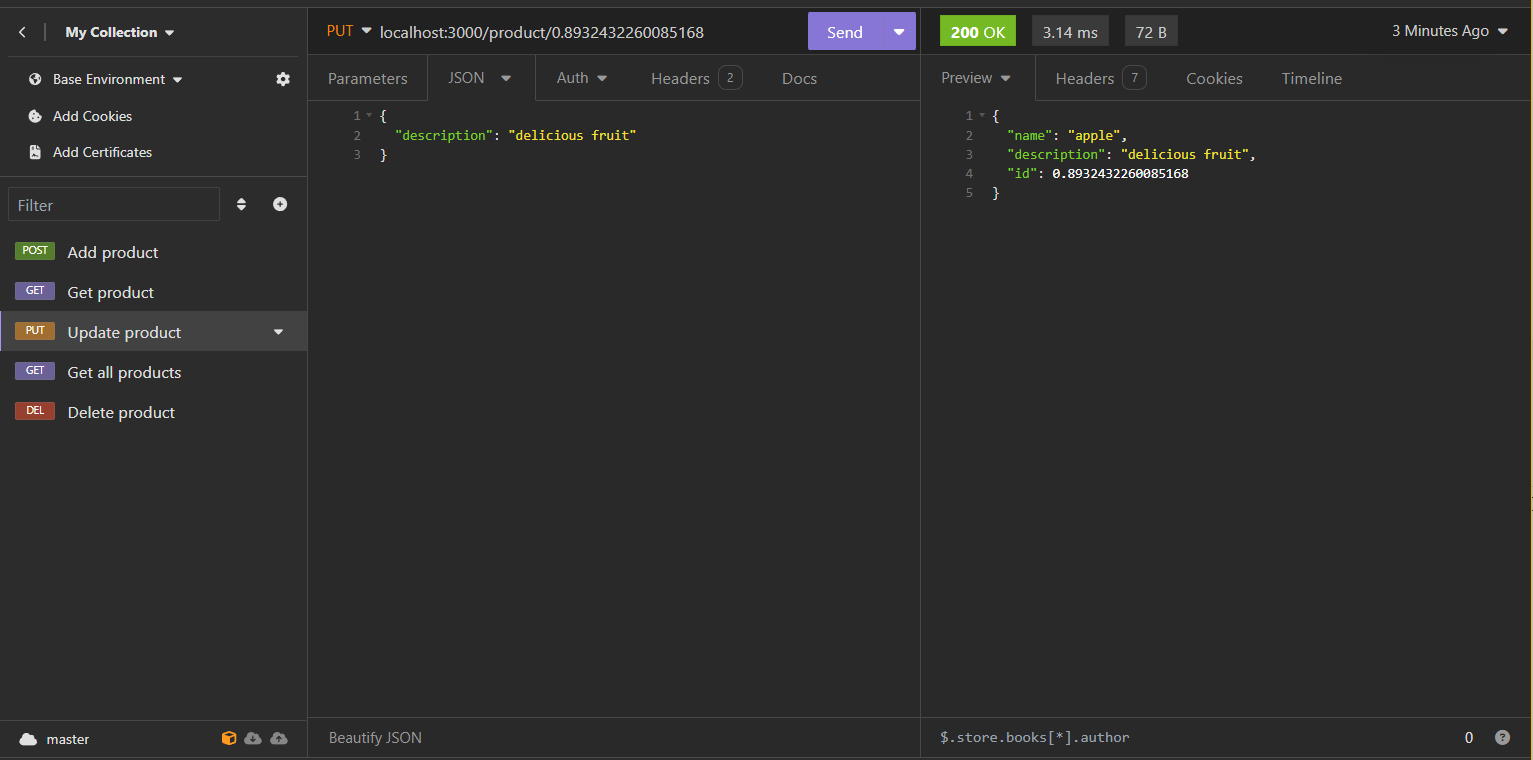 My Collection
Base Environment
Add Cookies
Add Certificates
Filter
POST Add product
GET Get product
PUT Update product
GET Get all products
DEL Delete product
master
PUT localhost:3000/product/0.8932432260085168 Send
Parameters JSON Auth Headers 2 Docs
1 {
2 "description": "delicious fruit"
3 }
Beautify JSON
200 OK 3.14 ms 72 B 3 Minutes Ago
Preview Headers 7 Cookies Timeline
1 {
2 "name": "apple",
3 "description": "delicious fruit",
4 "id": 0.8932432260085168
5 }
$.store.books[*].author 0 ?